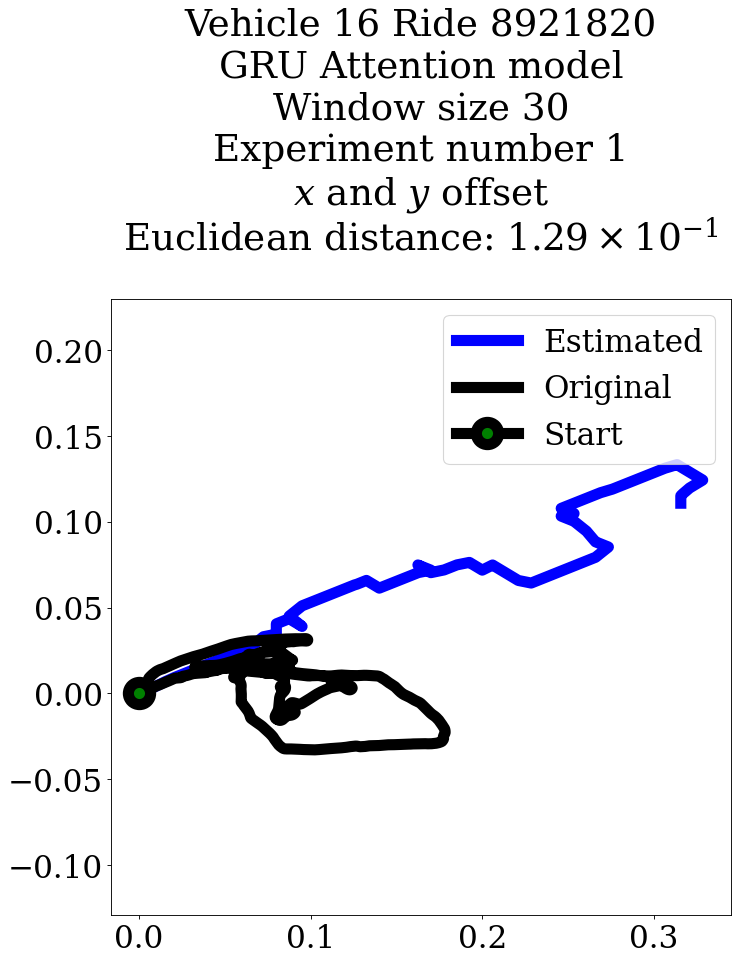 Vehicle 16 Ride 8921820
GRU Attention model
Window size 30
Experiment number 1
x and y offset
Euclidean distance: 1.29 × 10⁻¹
Estimated
Original
Start
0.20
0.15
0.10
0.05
0.00
−0.05
−0.10
0.0 0.1 0.2 0.3